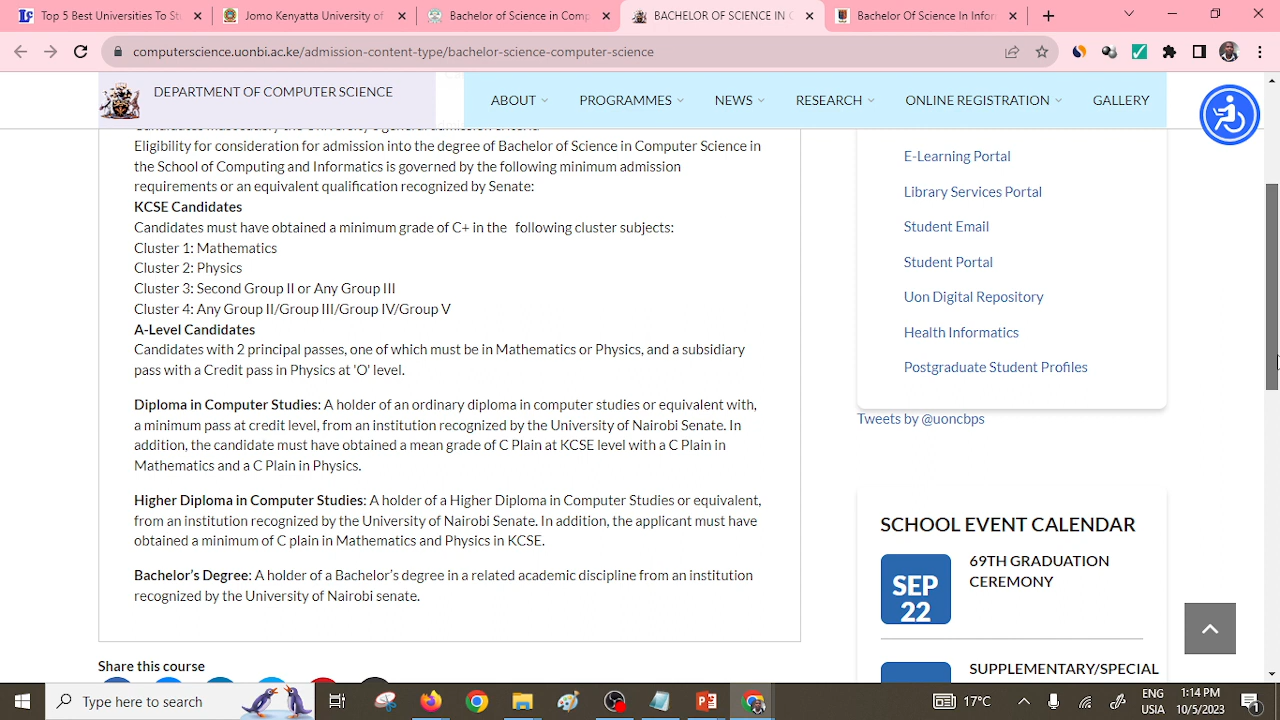 Top 5 Best Universities To St
Jomo Kenyatta University of
Bachelor of Science in Comp
BACHELOR OF SCIENCE IN C
Bachelor Of Science In Infor
computerscience.uonbi.ac.ke/admission-content-type/bachelor-science-computer-science
DEPARTMENT OF COMPUTER SCIENCE
ABOUT
PROGRAMMES
NEWS
RESEARCH
ONLINE REGISTRATION
GALLERY
Eligibility for consideration for admission into the degree of Bachelor of Science in Computer Science in
the School of Computing and Informatics is governed by the following minimum admission
requirements or an equivalent qualification recognized by Senate:
KCSE Candidates
Candidates must have obtained a minimum grade of C+ in the following cluster subjects:
Cluster 1: Mathematics
Cluster 2: Physics
Cluster 3: Second Group II or Any Group III
Cluster 4: Any Group II/Group III/Group IV/Group V
A-Level Candidates
Candidates with 2 principal passes, one of which must be in Mathematics or Physics, and a subsidiary
pass with a Credit pass in Physics at 'O' level.
Diploma in Computer Studies: A holder of an ordinary diploma in computer studies or equivalent with,
a minimum pass at credit level, from an institution recognized by the University of Nairobi Senate. In
addition, the candidate must have obtained a mean grade of C Plain at KCSE level with a C Plain in
Mathematics and a C Plain in Physics.
Higher Diploma in Computer Studies: A holder of a Higher Diploma in Computer Studies or equivalent,
from an institution recognized by the University of Nairobi Senate. In addition, the applicant must have
obtained a minimum of C plain in Mathematics and Physics in KCSE.
Bachelor's Degree: A holder of a Bachelor's degree in a related academic discipline from an institution
recognized by the University of Nairobi senate.
Share this course
E-Learning Portal
Library Services Portal
Student Email
Student Portal
Uon Digital Repository
Health Informatics
Postgraduate Student Profiles
Tweets by @uoncbps
SCHOOL EVENT CALENDAR
SEP
22
69TH GRADUATION
CEREMONY
SUPPLEMENTARY/SPECIAL
Type here to search
17°C
ENG
USA
1:14 PM
10/5/2023